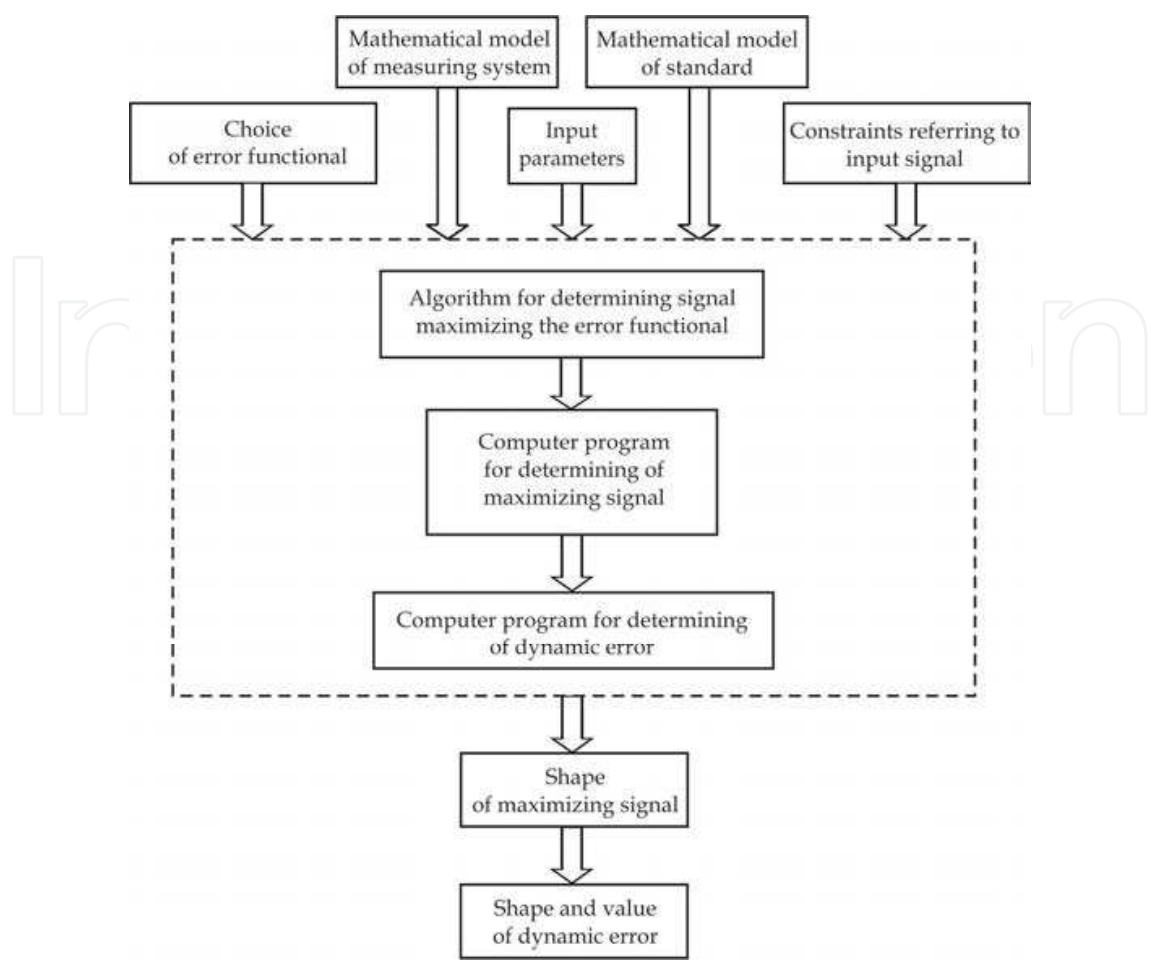 Mathematical model
of measuring system
Mathematical model
of standard
Choice
of error functional
Input
parameters
Constraints referring to
input signal
Algorithm for determining signal
maximizing the error functional
Computer program
for determining of
maximizing signal
Computer program for determining
of dynamic error
Shape
of maximizing signal
Shape and value
of dynamic error